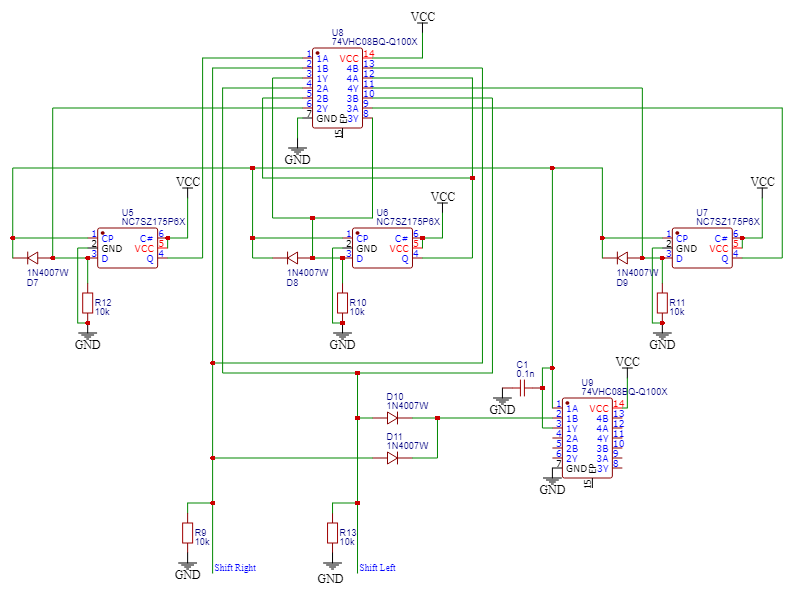 VCC
U8
74VHC08BQ-Q100X
1 1A VCC 14
2 1B 4B 13
3 1Y 4A 12
4 2A 4Y 11
5 2B 3B 10
6 2Y 3A 9
7 GND EP 3Y 8
15
GND
VCC
U5
NC7SZ175P6X
1 CP C# 6
2 GND VCC 5
3 D Q 4
1N4007W
D7
R12
10k
GND
VCC
U6
NC7SZ175P6X
1 CP C# 6
2 GND VCC 5
3 D Q 4
1N4007W
D8
R10
10k
GND
VCC
U7
NC7SZ175P6X
1 CP C# 6
2 GND VCC 5
3 D Q 4
1N4007W
D9
R11
10k
GND
C1
0.1n
GND
VCC
U9
74VHC08BQ-Q100X
1 1A VCC 14
2 1B 4B 13
3 1Y 4A 12
4 2A 4Y 11
5 2B 3B 10
6 2Y 3A 9
7 GND EP 3Y 8
15
GND
D10
1N4007W
D11
1N4007W
R9
10k
GND
Shift Right
R13
10k
GND
Shift Left